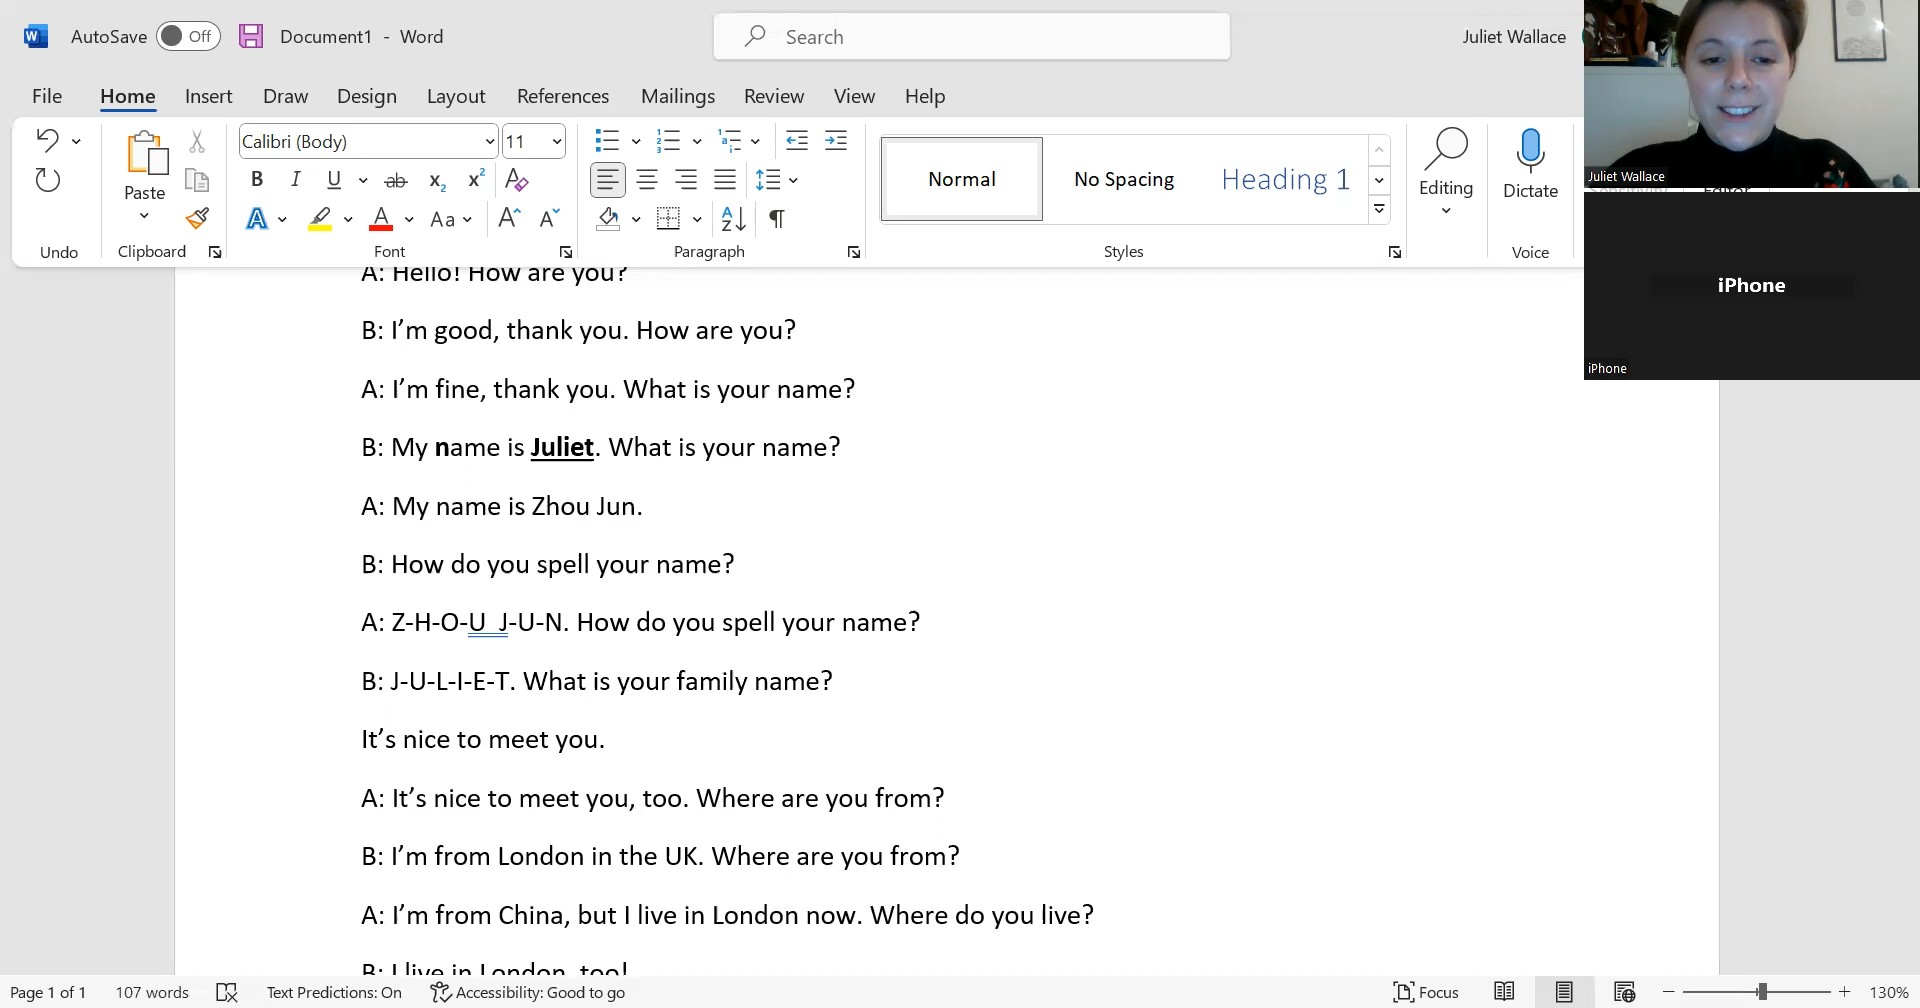 AutoSave Off Document1 - Word Search Juliet Wallace
File Home Insert Draw Design Layout References Mailings Review View Help
Calibri (Body) 11
Paste
Normal No Spacing Heading 1
Editing Dictate
Undo Clipboard Font Paragraph Styles Voice
Juliet Wallace
iPhone
iPhone
A: Hello! How are you?
B: I’m good, thank you. How are you?
A: I’m fine, thank you. What is your name?
B: My name is Juliet. What is your name?
A: My name is Zhou Jun.
B: How do you spell your name?
A: Z-H-O-U J-U-N. How do you spell your name?
B: J-U-L-I-E-T. What is your family name?
It’s nice to meet you.
A: It’s nice to meet you, too. Where are you from?
B: I’m from London in the UK. Where are you from?
A: I’m from China, but I live in London now. Where do you live?
B: I live in London, too!
Page 1 of 1 107 words Text Predictions: On Accessibility: Good to go Focus 130%